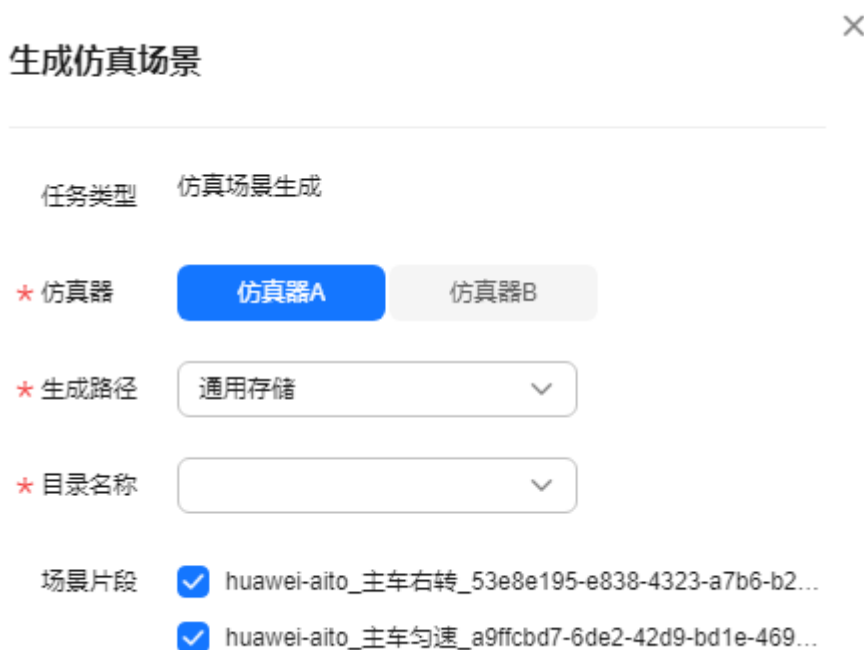 生成仿真场景
任务类型 仿真场景生成
* 仿真器 仿真器A 仿真器B
* 生成路径 通用存储
* 目录名称
场景片段 huawei-aito_主车右转_53e8e195-e838-4323-a7b6-b2...
huawei-aito_主车匀速_a9ffcbd7-6de2-42d9-bd1e-469...